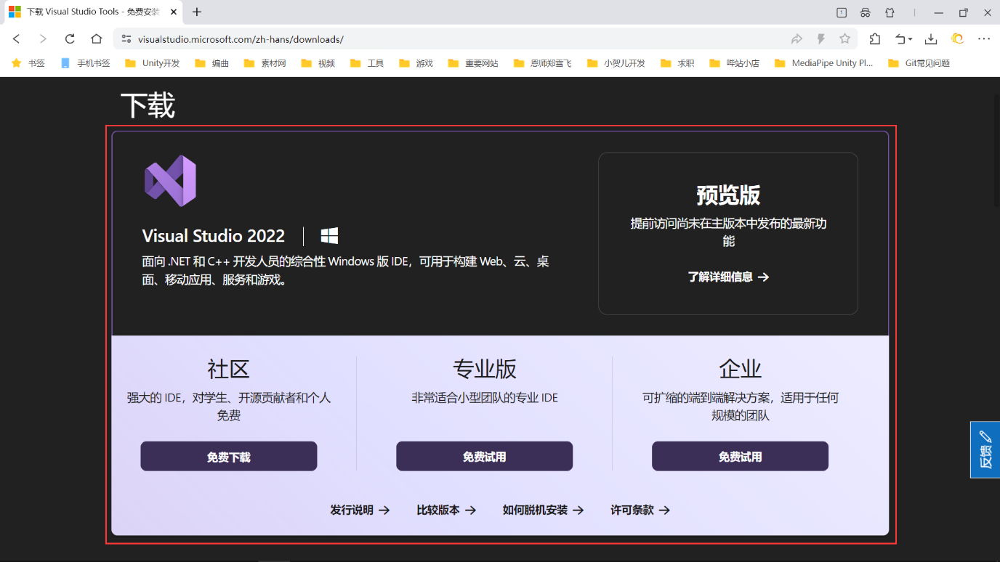 下载 Visual Studio Tools - 免费安装
1
visualstudio.microsoft.com/zh-hans/downloads/
书签 手机书签 Unity开发 编曲 素材网 视频 工具 游戏 重要网站 恩师郑雪飞 小贺儿开发 求职 哔站小店 MediaPipe Unity Pl... Git常见问题
下载
Visual Studio 2022
面向 .NET 和 C++ 开发人员的综合性 Windows 版 IDE，可用于构建 Web、云、桌
面、移动应用、服务和游戏。
预览版
提前访问尚未在主版本中发布的最新功
能
了解详细信息 →
社区
强大的 IDE，对学生、开源贡献者和个人
免费
免费下载
专业版
非常适合小型团队的专业 IDE
免费试用
企业
可扩缩的端到端解决方案，适用于任何
规模的团队
免费试用
发行说明 → 比较版本 → 如何脱机安装 → 许可条款 →
反馈